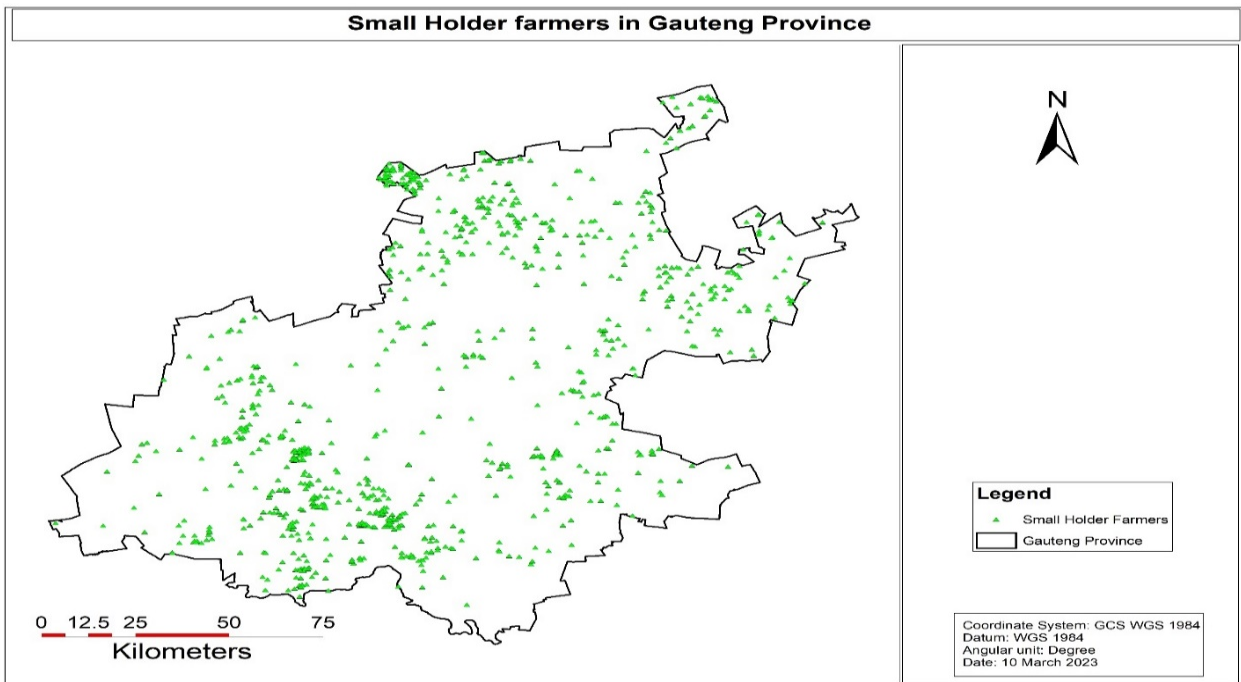 Small Holder farmers in Gauteng Province
N
Legend
Small Holder Farmers
Gauteng Province
0 12.5 25 50 75
Kilometers
Coordinate System: GCS WGS 1984
Datum: WGS 1984
Angular unit: Degree
Date: 10 March 2023